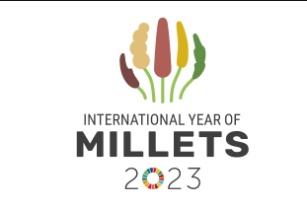 INTERNATIONAL YEAR OF
MILLETS
2023